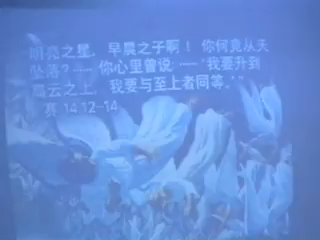 明亮之星，早晨之子啊！你何竟从天
坠落？┄ 你心里曾说 ┄ “我要升到
高云之上，我要与至上者同等。”
赛 14:12-14